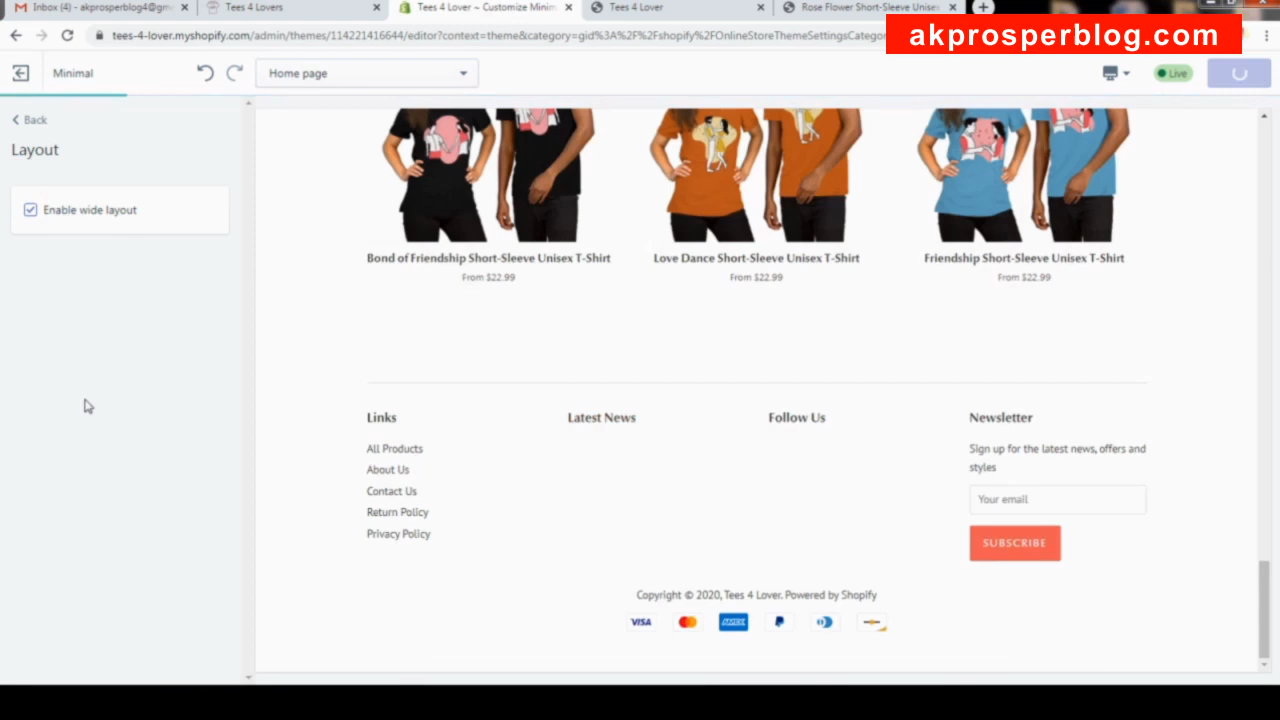 Inbox (4) - akprosperblog4@gm
Tees 4 Lovers
Tees 4 Lover ~ Customize Minim
Tees 4 Lover
Rose Flower Short-Sleeve Unisex
akprosperblog.com
tees-4-lover.myshopify.com/admin/themes/114221416644/editor?context=theme&category=gid%3A%2F%2Fshopify%2FOnlineStoreThemeSettingsCategor
Minimal
Home page
Live
Back
Layout
Enable wide layout
Bond of Friendship Short-Sleeve Unisex T-Shirt
From $22.99
Love Dance Short-Sleeve Unisex T-Shirt
From $22.99
Friendship Short-Sleeve Unisex T-Shirt
From $22.99
Links
All Products
About Us
Contact Us
Return Policy
Privacy Policy
Latest News
Follow Us
Newsletter
Sign up for the latest news, offers and
styles
Your email
SUBSCRIBE
Copyright © 2020, Tees 4 Lover. Powered by Shopify
VISA
AMEX